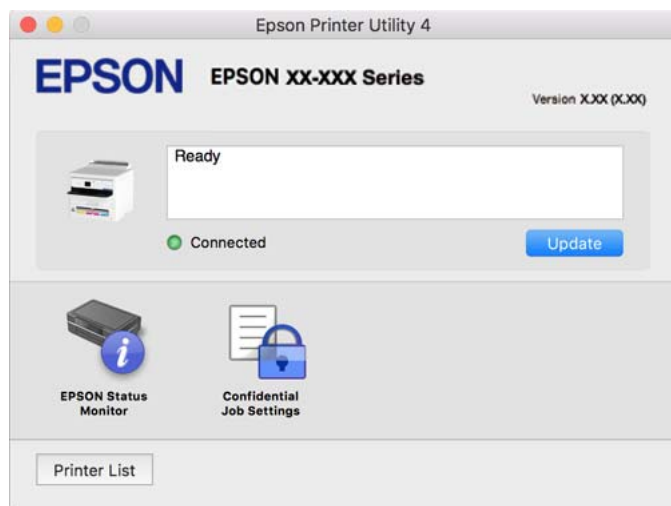 Epson Printer Utility 4
EPSON
EPSON XX-XXX Series
Version X.XX (X.XX)
Ready
Connected
Update
EPSON Status
Monitor
Confidential
Job Settings
Printer List